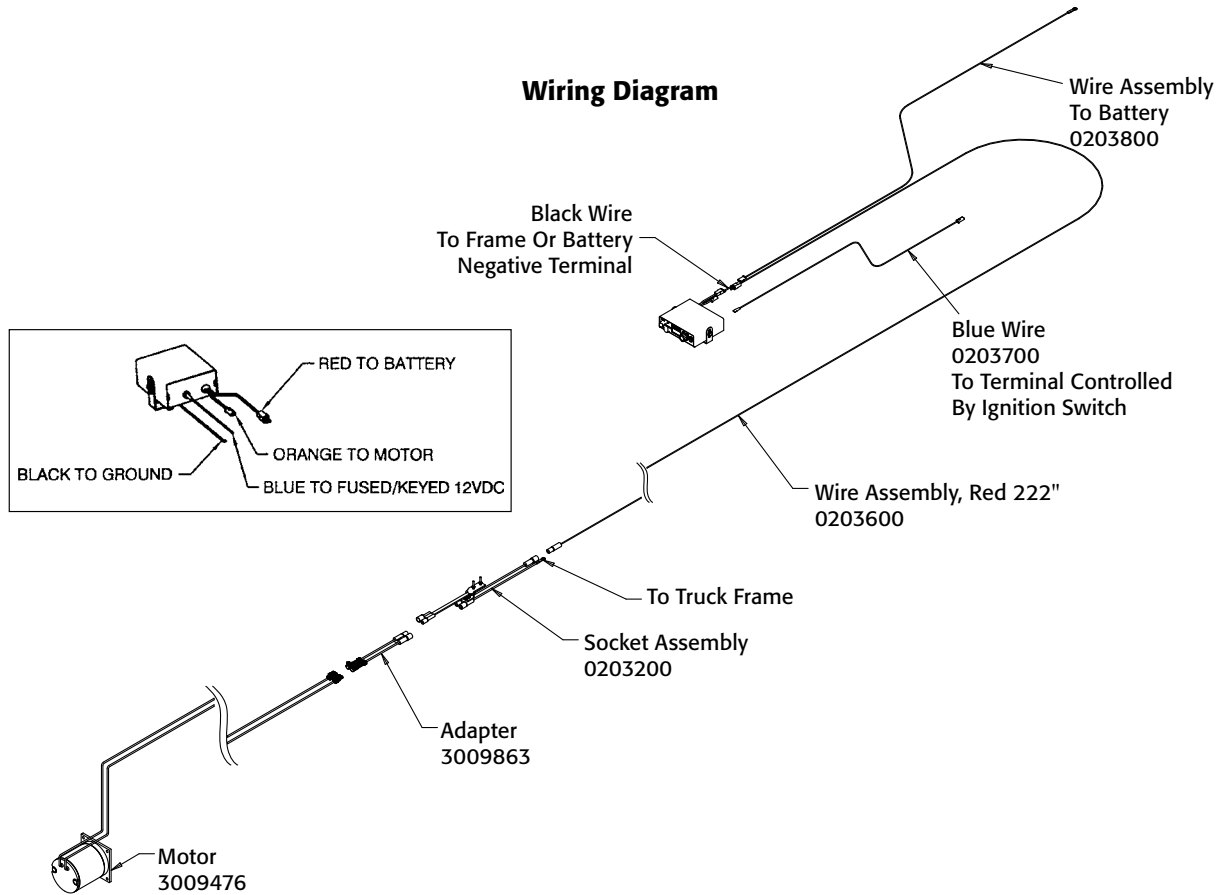 Wiring Diagram
Wire Assembly
To Battery
0203800
Black Wire
To Frame Or Battery
Negative Terminal
Blue Wire
0203700
To Terminal Controlled
By Ignition Switch
RED TO BATTERY
ORANGE TO MOTOR
BLACK TO GROUND
BLUE TO FUSED/KEYED 12VDC
Wire Assembly, Red 222"
0203600
To Truck Frame
Socket Assembly
0203200
Adapter
3009863
Motor
3009476